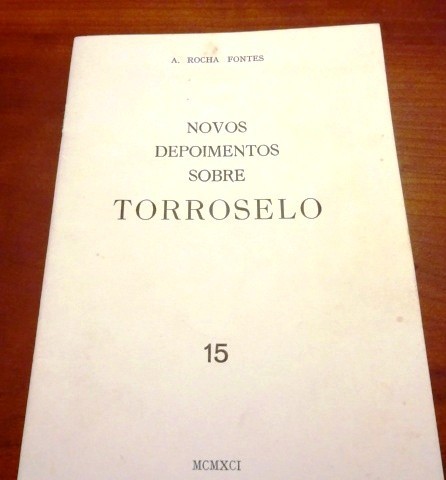 A. ROCHA FONTES
NOVOS
DEPOIMENTOS
SOBRE
TORROSELO
15
MCMXCI